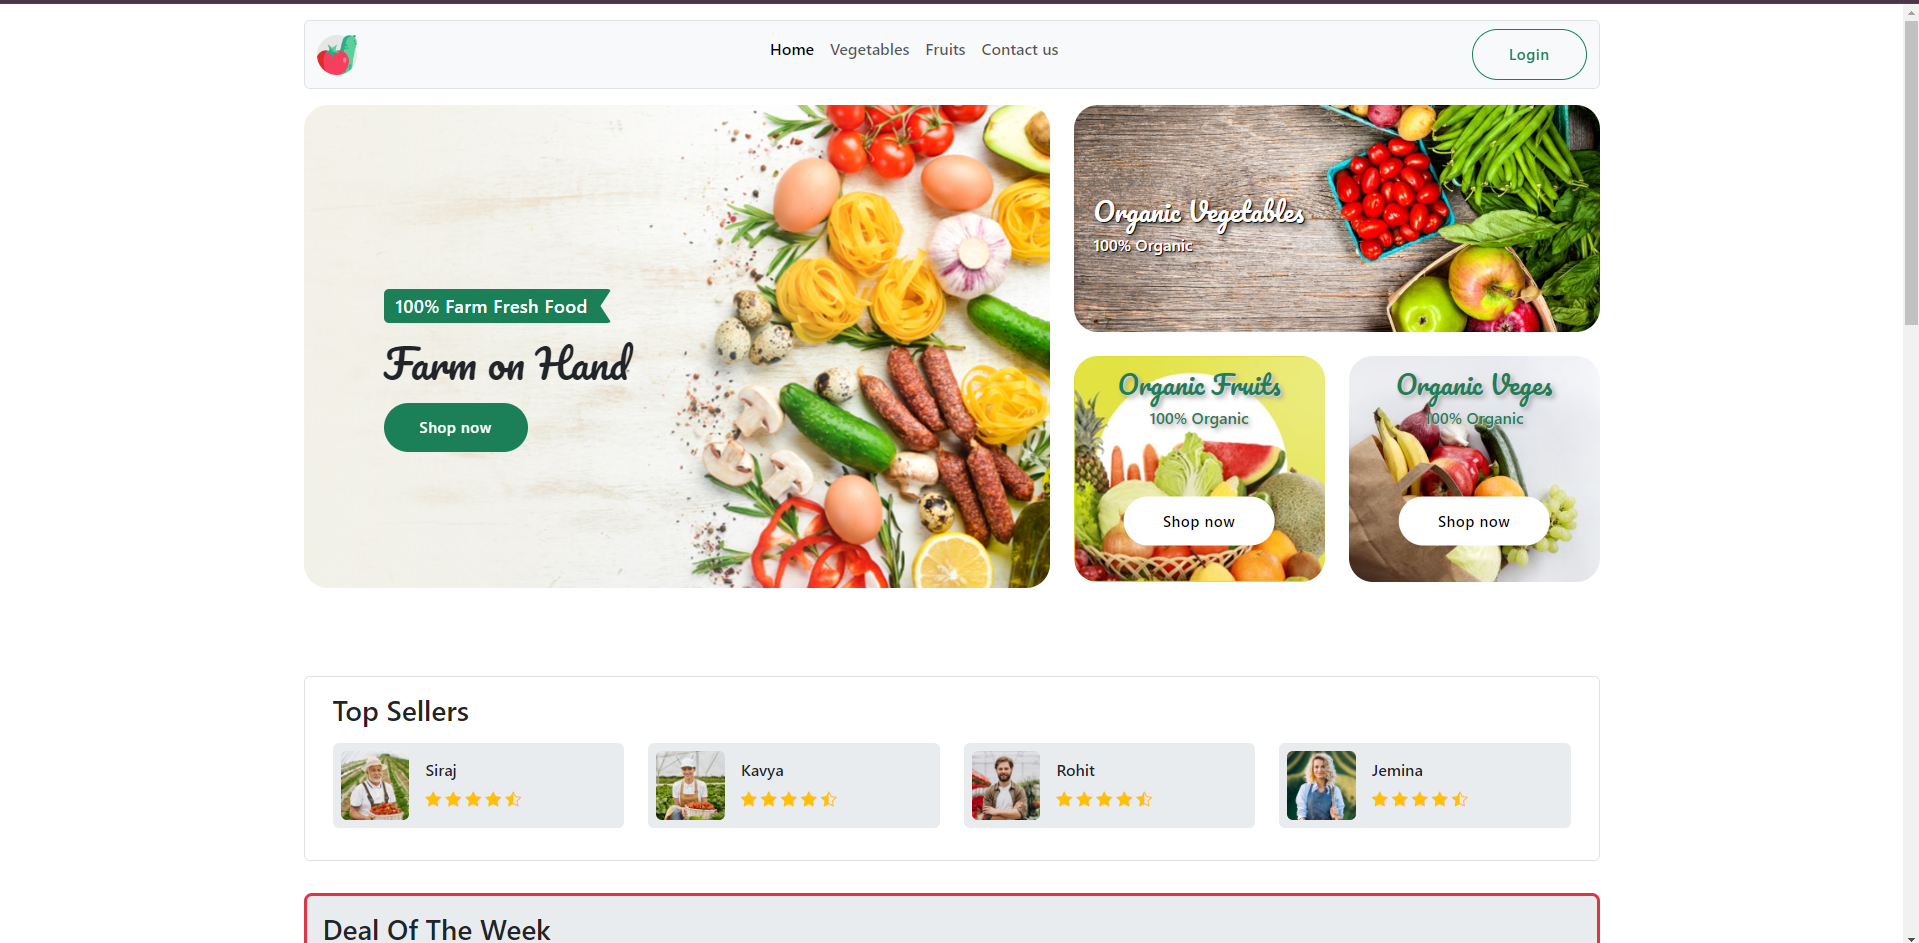 Home Vegetables Fruits Contact us
Login
100% Farm Fresh Food
Farm on Hand
Shop now
Organic Vegetables
100% Organic
Organic Fruits
100% Organic
Shop now
Organic Veges
100% Organic
Shop now
Top Sellers
Siraj
Kavya
Rohit
Jemina
Deal Of The Week